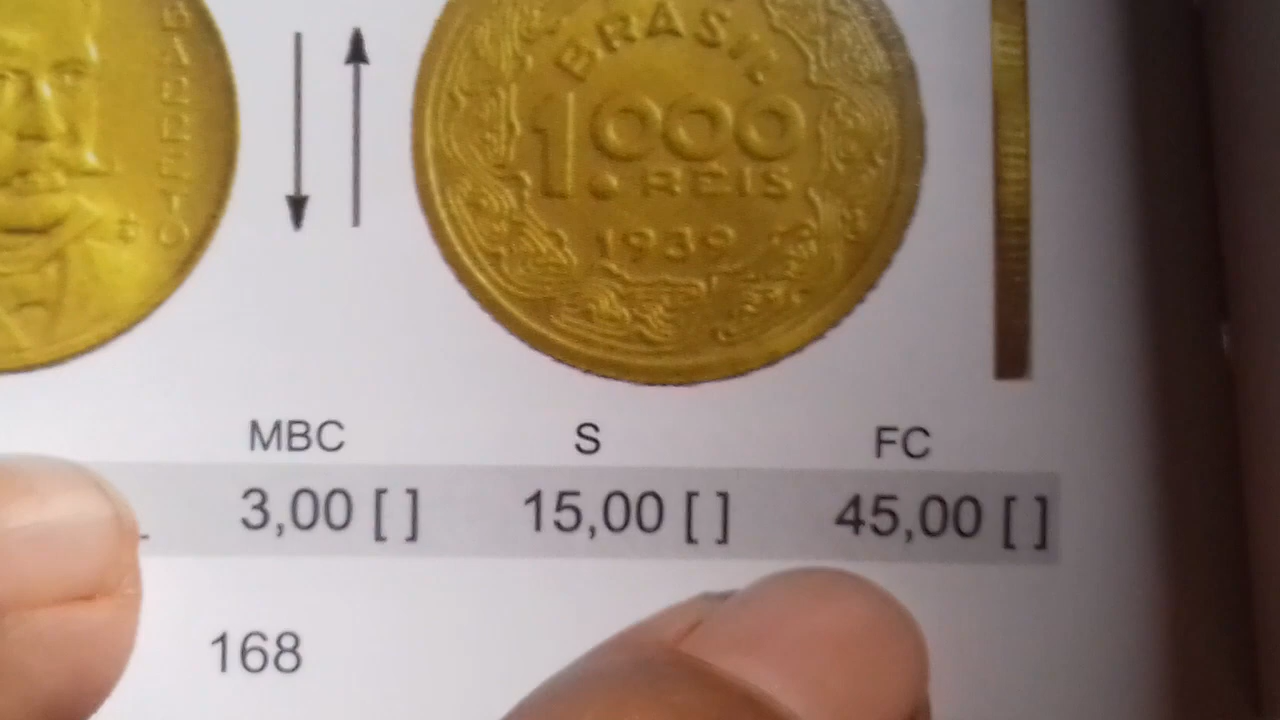 O.BARRETO
BRASIL
1.000
REIS
1939
MBC S FC
3,00 [ ] 15,00 [ ] 45,00 [ ]
168